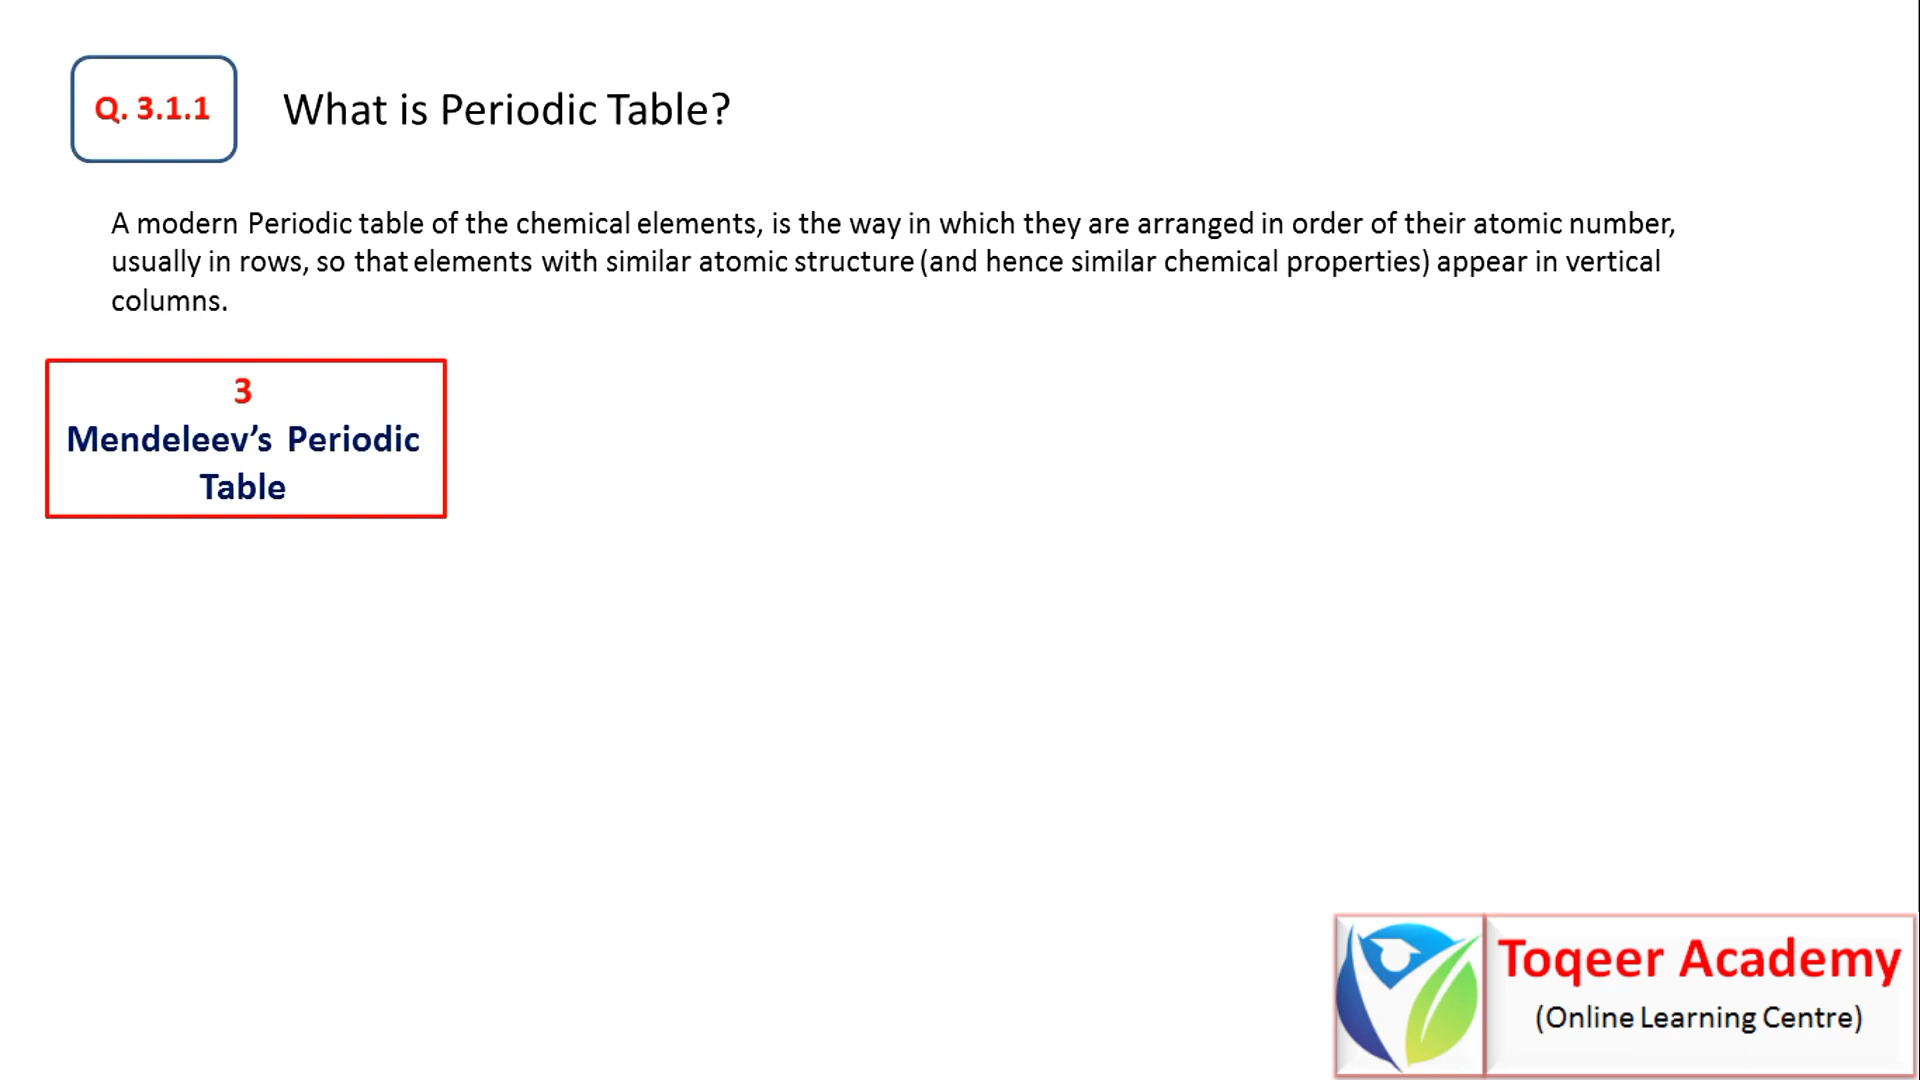 Q. 3.1.1
What is Periodic Table?
A modern Periodic table of the chemical elements, is the way in which they are arranged in order of their atomic number,
usually in rows, so that elements with similar atomic structure (and hence similar chemical properties) appear in vertical
columns.
3
Mendeleev’s Periodic
Table
Toqeer Academy
(Online Learning Centre)